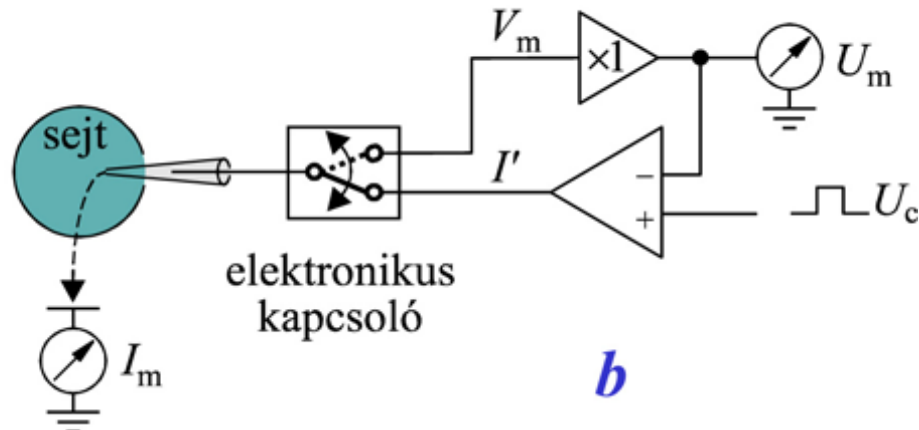 V_m
×1
U_m
sejt
I'
−
+
U_c
elektronikus
kapcsoló
I_m
b